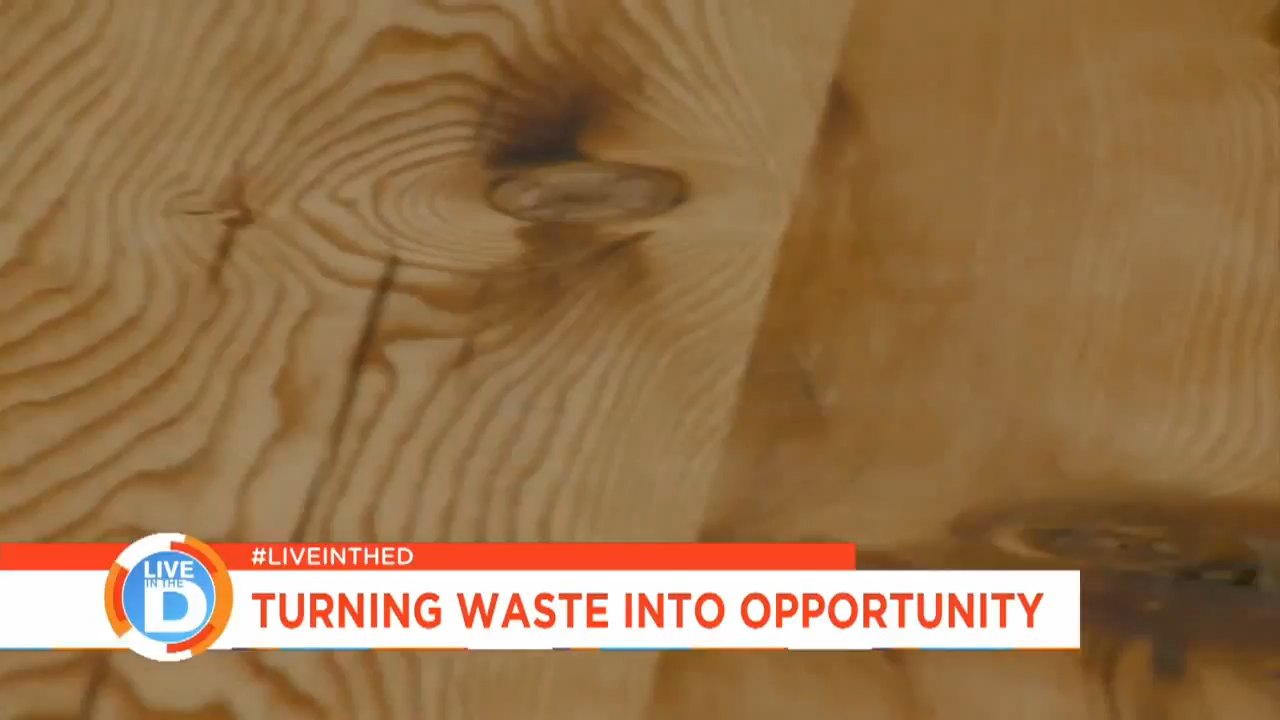 #LIVEINTHED
LIVE
IN THE
D
TURNING WASTE INTO OPPORTUNITY